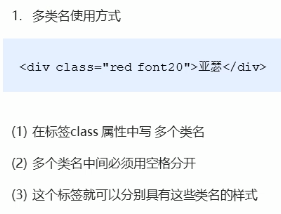 1. 多类名使用方式
<div class="red font20">亚瑟</div>
(1) 在标签class 属性中写 多个类名
(2) 多个类名中间必须用空格分开
(3) 这个标签就可以分别具有这些类名的样式